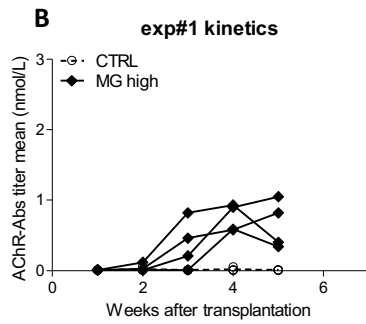 B
exp#1 kinetics
CTRL
MG high
AChR-Abs titer mean (nmol/L)
3
2
1
0
0
2
4
6
Weeks after transplantation